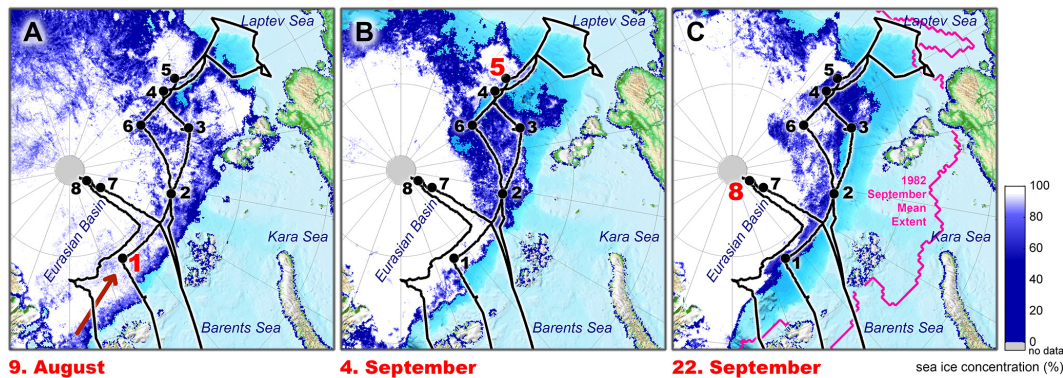 A
Laptev Sea
5
4
6
3
8
7
2
Eurasian Basin
Kara Sea
1
Barents Sea
9. August
B
Laptev Sea
5
4
6
3
8
7
2
Eurasian Basin
Kara Sea
1
Barents Sea
4. September
C
Laptev Sea
5
4
6
3
8
7
2
1982
September
Mean
Extent
Eurasian Basin
Kara Sea
1
Barents Sea
22. September
100
80
60
40
20
0
no data
sea ice concentration (%)